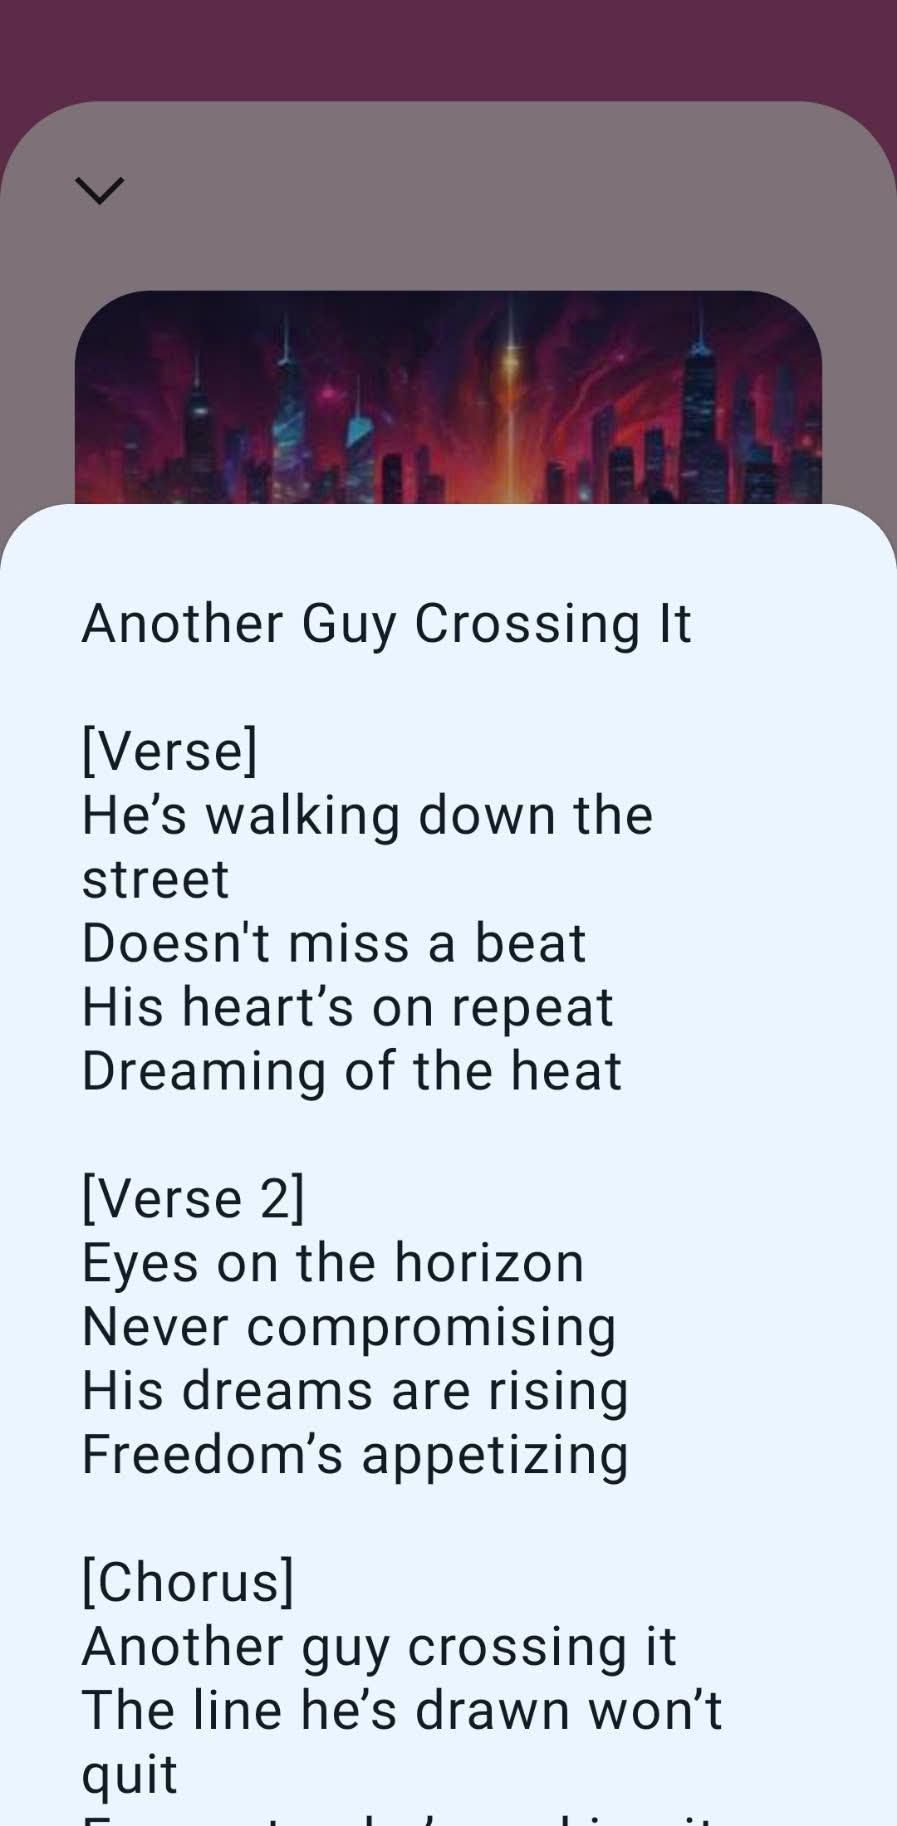 Another Guy Crossing It
[Verse]
He’s walking down the
street
Doesn't miss a beat
His heart’s on repeat
Dreaming of the heat
[Verse 2]
Eyes on the horizon
Never compromising
His dreams are rising
Freedom’s appetizing
[Chorus]
Another guy crossing it
The line he’s drawn won’t
quit